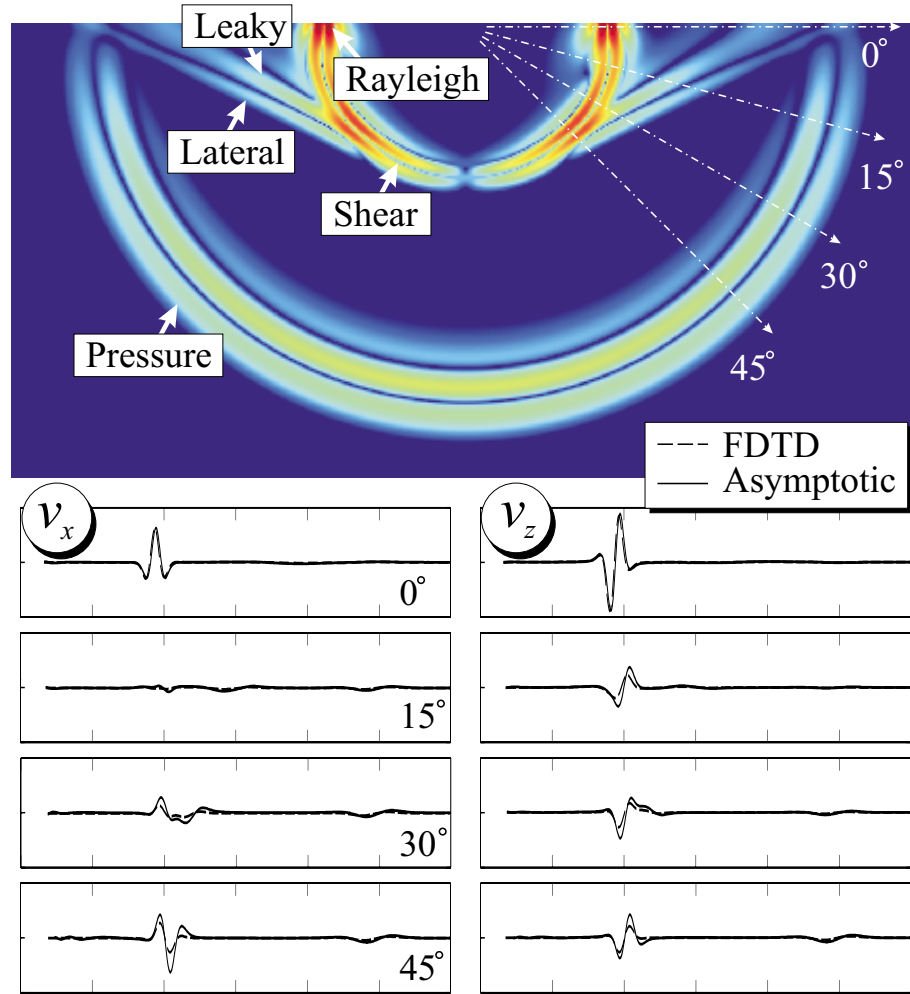 Leaky
Rayleigh
0°
Lateral
15°
Shear
30°
Pressure
45°
FDTD
Asymptotic
v_x
v_z
0°
15°
30°
45°